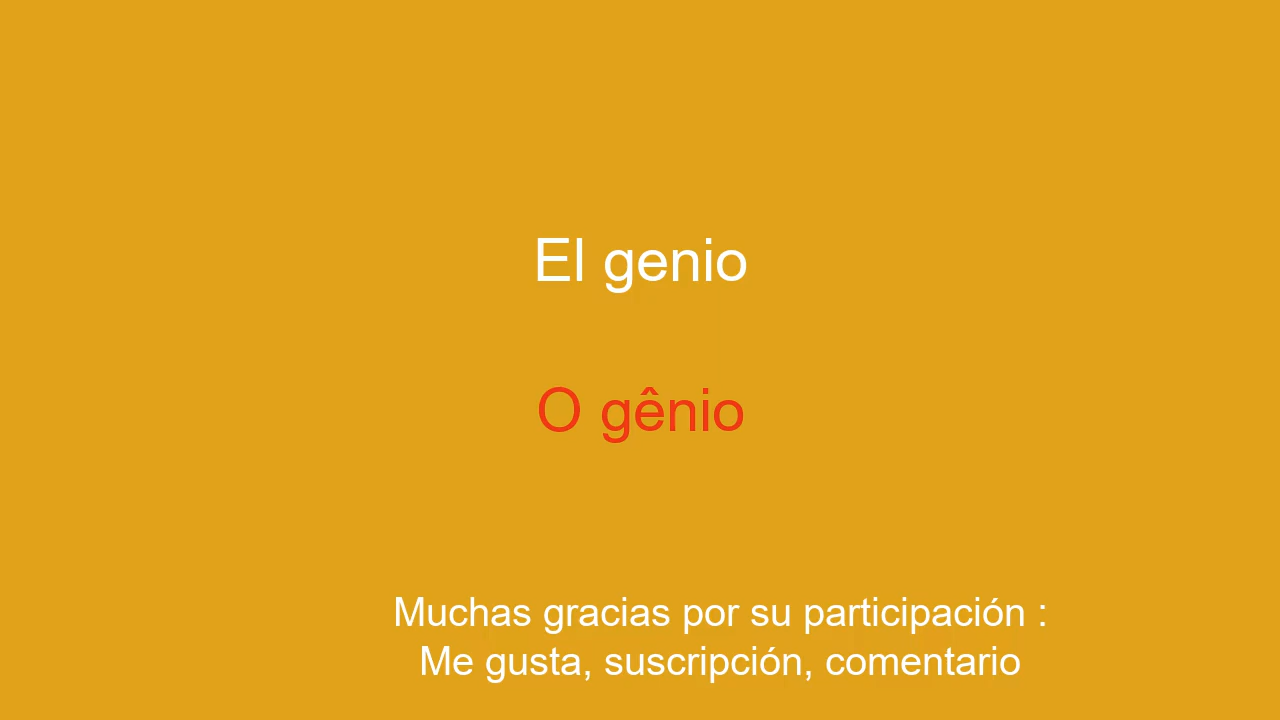 El genio
O gênio
Muchas gracias por su participación :
Me gusta, suscripción, comentario